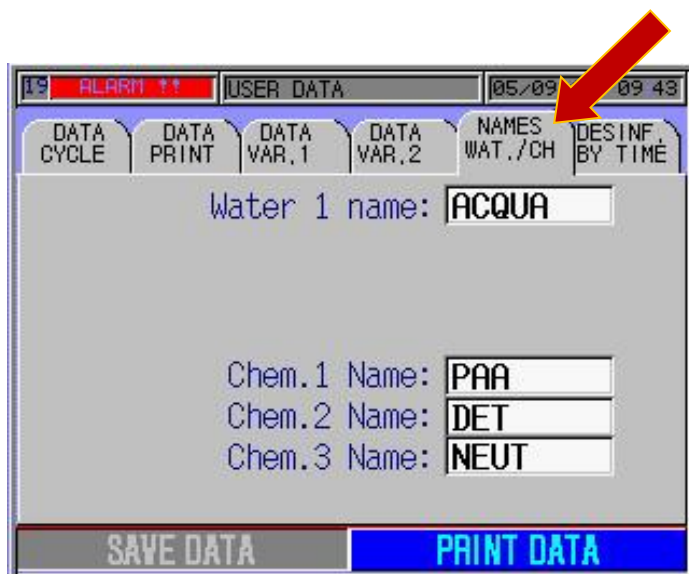 19 ALARM !! USER DATA 05/09 09 43
DATA CYCLE
DATA PRINT
DATA VAR.1
DATA VAR.2
NAMES WAT./CH
DESINF. BY TIME
Water 1 name: ACQUA
Chem.1 Name: PAA
Chem.2 Name: DET
Chem.3 Name: NEUT
SAVE DATA PRINT DATA